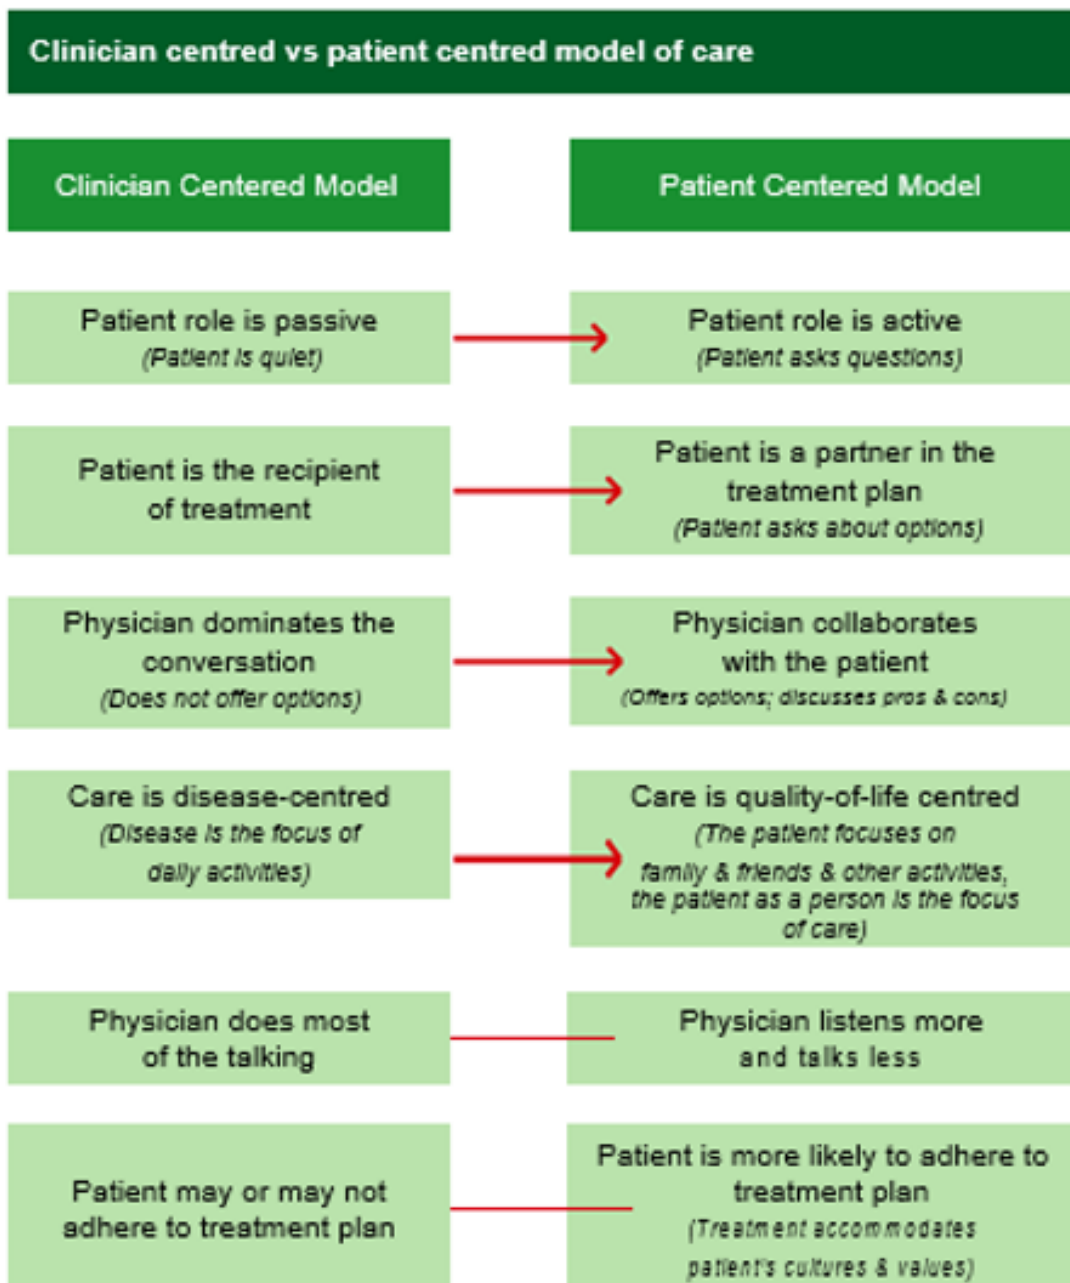 Clinician centred vs patient centred model of care
Clinician Centered Model
Patient Centered Model
Patient role is passive
(Patient is quiet)
Patient role is active
(Patient asks questions)
Patient is the recipient
of treatment
Patient is a partner in the
treatment plan
(Patient asks about options)
Physician dominates the
conversation
(Does not offer options)
Physician collaborates
with the patient
(Offers options; discusses pros & cons)
Care is disease-centred
(Disease is the focus of
daily activities)
Care is quality-of-life centred
(The patient focuses on
family & friends & other activities,
the patient as a person is the focus
of care)
Physician does most
of the talking
Physician listens more
and talks less
Patient may or may not
adhere to treatment plan
Patient is more likely to adhere to
treatment plan
(Treatment accommodates
patient's cultures & values)